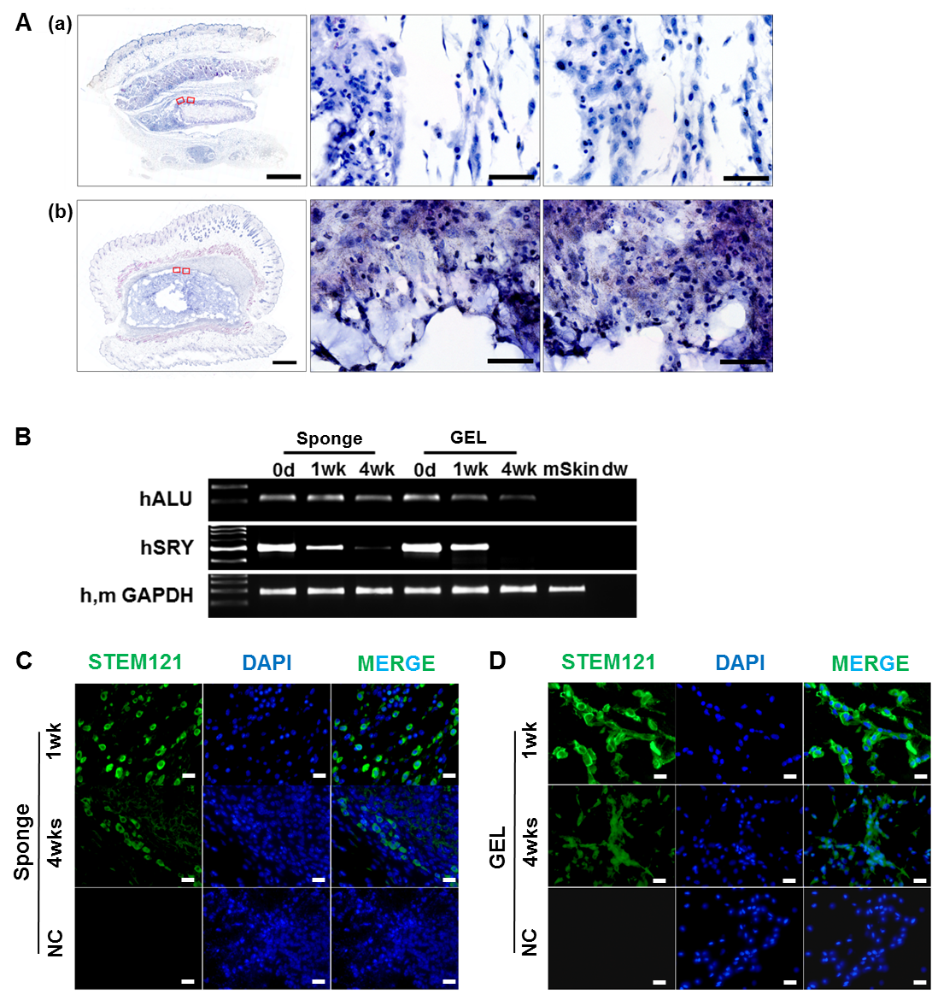 A (a)
(b)
B
Sponge GEL
0d 1wk 4wk 0d 1wk 4wk mSkin dw
hALU
hSRY
h,m GAPDH
C STEM121 DAPI MERGE
Sponge
1wk
4wks
NC
D STEM121 DAPI MERGE
GEL
1wk
4wks
NC